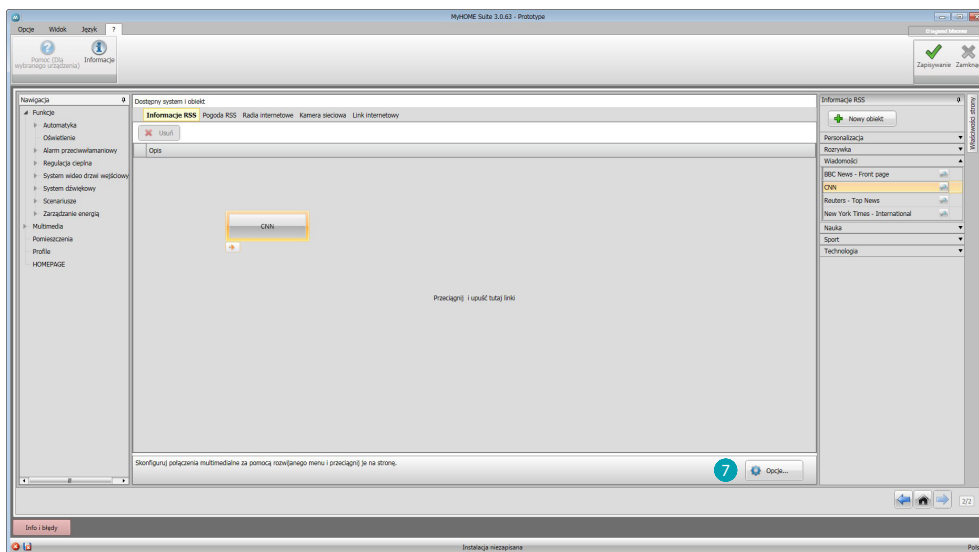 MyHOME Suite 3.0.63 - Prototype
Opcje Widok Język ?
Pomoc (Dla
wybranego urządzenia)
Informacje
Zapisywanie
Nawigacja
Funkcje
Automatyka
Oświetlenie
Alarm przeciwwłamaniowy
Regulacja cieplna
System wideo drzwi wejściowy
System dźwiękowy
Scenariusze
Zarządzanie energią
Multimedia
Pomieszczenia
Profile
HOMEPAGE
Dostępny system i obiekt
Informacje RSS Pogoda RSS Radia internetowe Kamera sieciowa Link internetowy
Usuń
Opis
CNN
Przeciągnij i upuść tutaj linki
Skonfiguruj połączenia multimedialne za pomocą rozwijanego menu i przeciągnij je na stronę.
7
Opcje...
Informacje RSS
Nowy obiekt
Personalizacja
Rozrywka
Wiadomości
BBC News - Front page
CNN
Reuters - Top News
New York Times - International
Nauka
Sport
Technologia
Właściwości strony
2/2
Info i błędy
Instalacja niezapisana